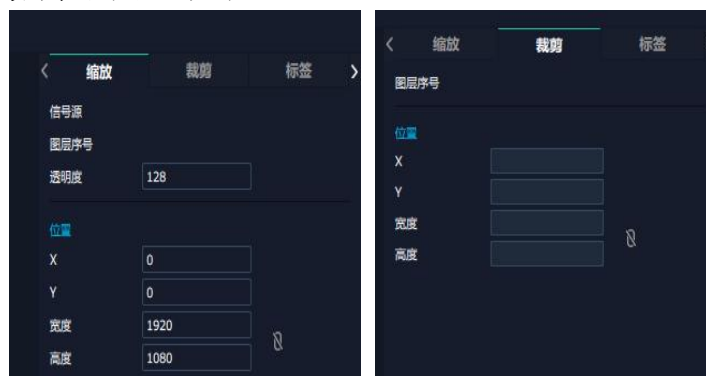 缩放 裁剪 标签
信号源
图层序号
透明度 128
位置
X 0
Y 0
宽度 1920
高度 1080
缩放 裁剪 标签
图层序号
位置
X
Y
宽度
高度